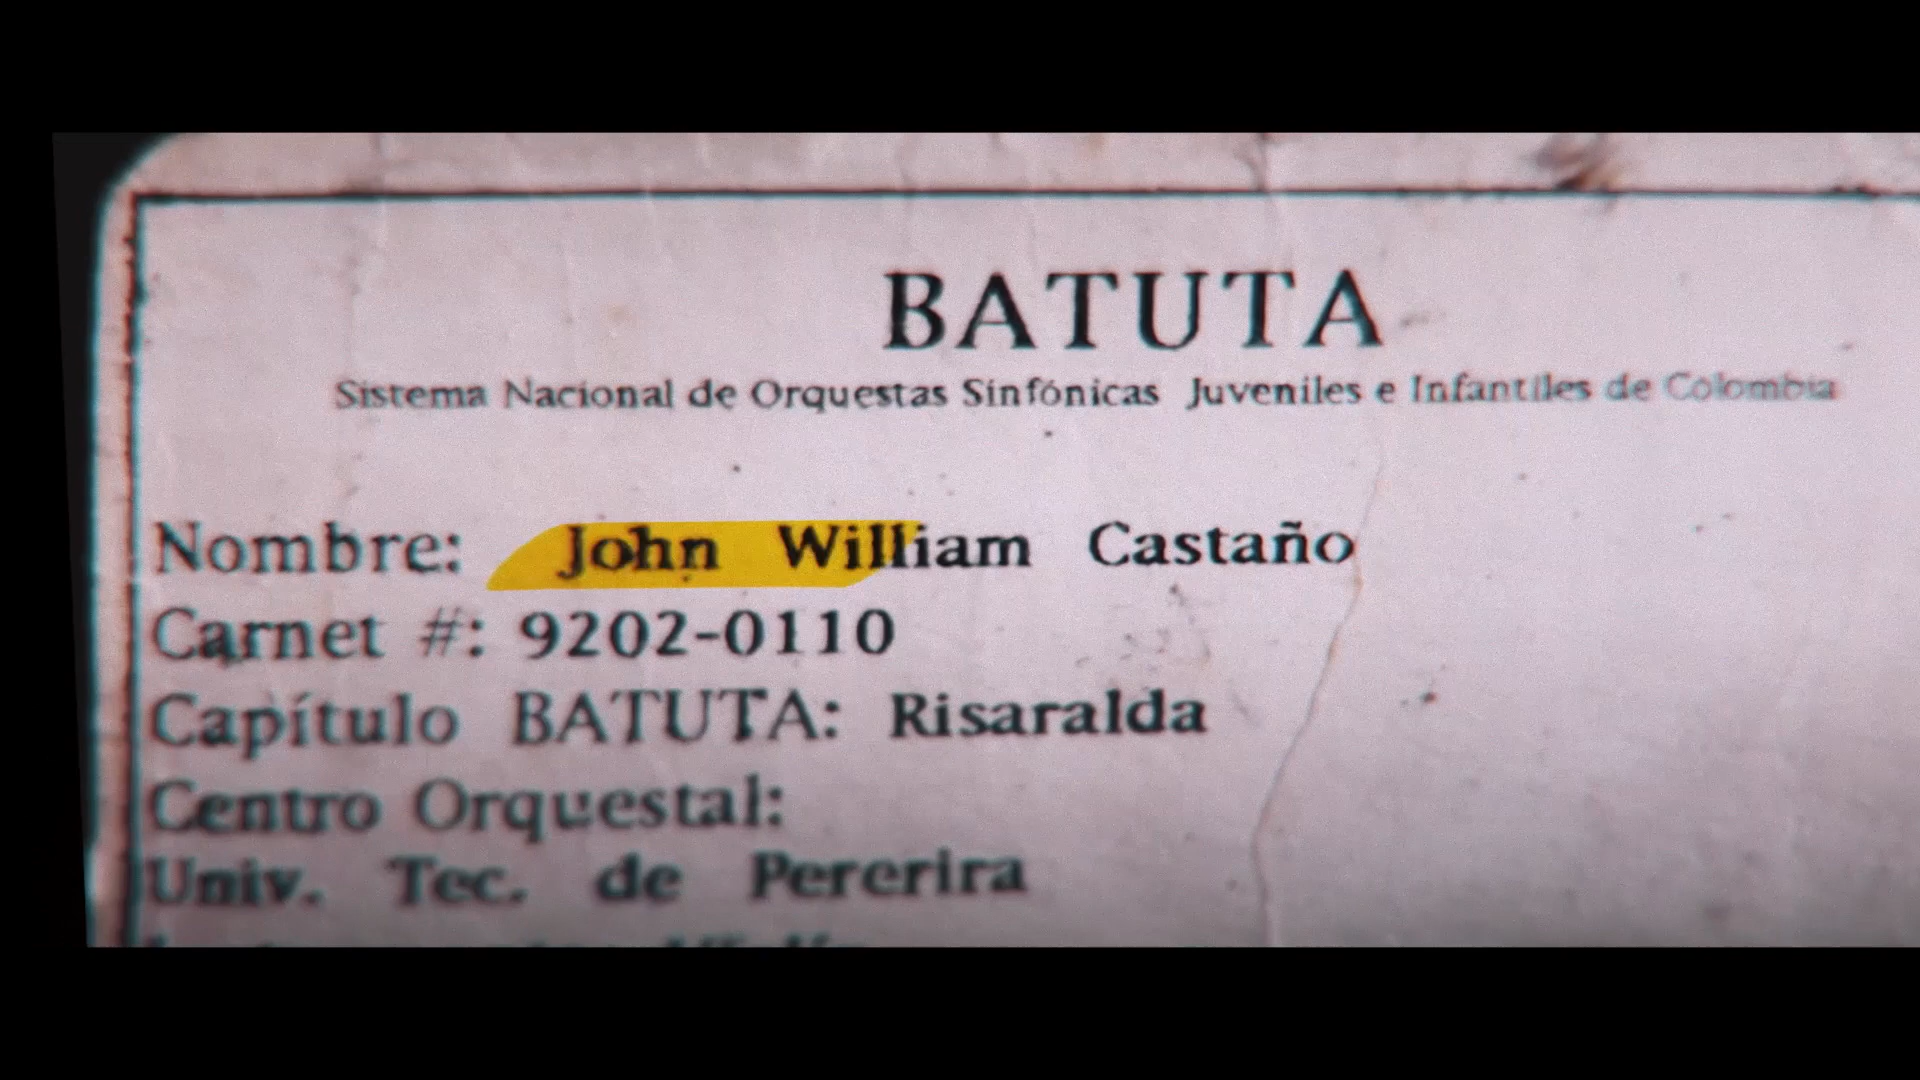 BATUTA
Sistema Nacional de Orquestas Sinfónicas Juveniles e Infantiles de Colombia
Nombre: John William Castaño
Carnet #: 9202-0110
Capítulo BATUTA: Risaralda
Centro Orquestal:
Univ. Tec. de Pererira